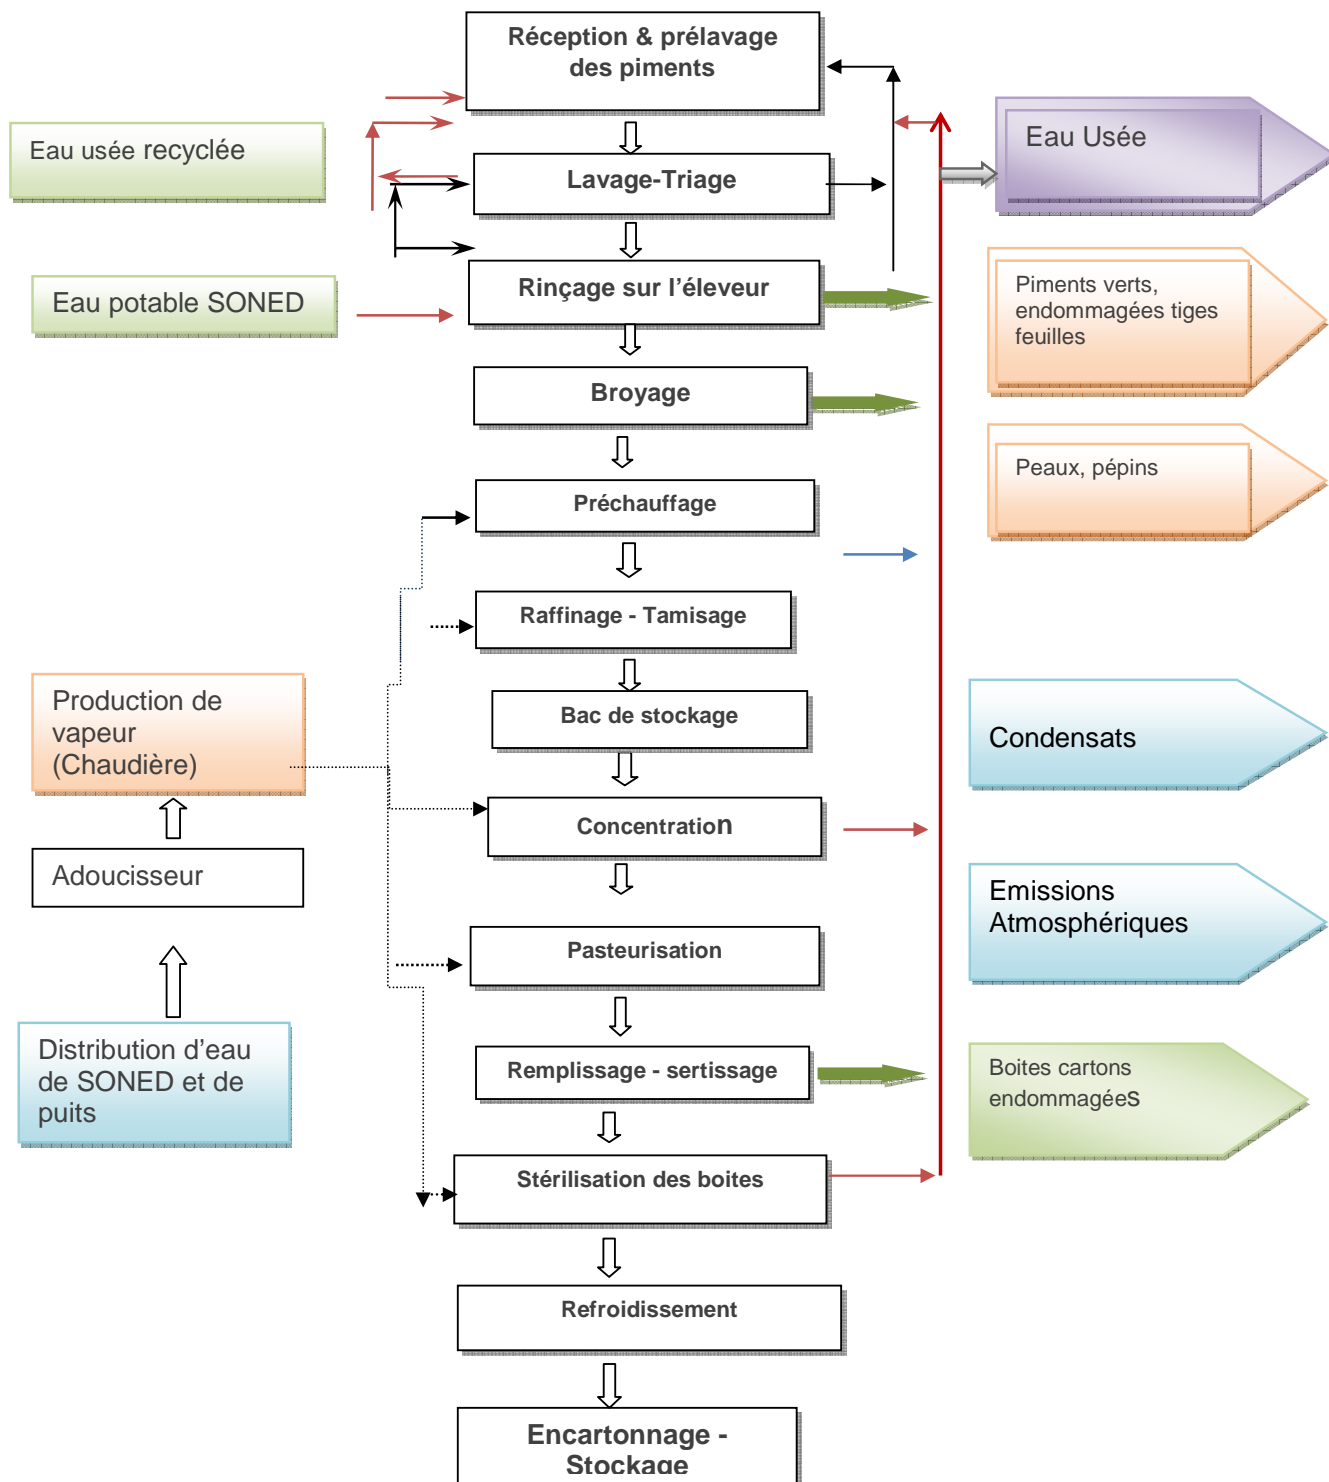 Réception & prélavage
des piments
Eau usée recyclée
Lavage-Triage
Eau Usée
Eau potable SONED
Rinçage sur l'éleveur
Piments verts,
endommagées tiges
feuilles
Broyage
Peaux, pépins
Préchauffage
Raffinage - Tamisage
Production de
vapeur
(Chaudière)
Bac de stockage
Condensats
Concentration
Adoucisseur
Emissions
Atmosphériques
Pasteurisation
Distribution d'eau
de SONED et de
puits
Remplissage - sertissage
Boites cartons
endommagées
Stérilisation des boites
Refroidissement
Encartonnage -
Stockage